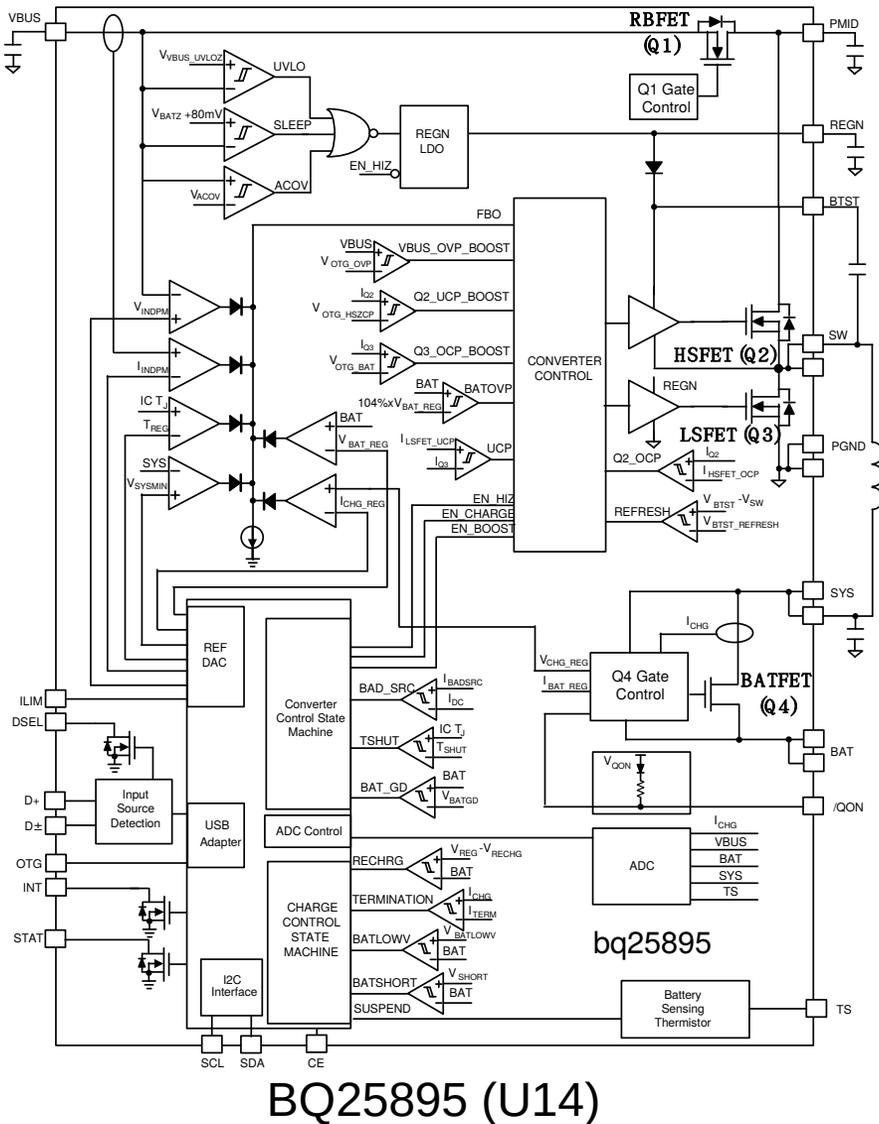 VBUS
RBFET
(Q1)
PMID
Q1 Gate
Control
VVBUS_UVLOZ
UVLO
VBATZ +80mV
SLEEP
VACOV
ACOV
EN_HIZ
REGN
LDO
REGN
BTST
FBO
VBUS
V OTG_OVP
VBUS_OVP_BOOST
IQ2
V OTG_HSZCP
Q2_UCP_BOOST
IQ3
V OTG_BAT
Q3_OCP_BOOST
BAT
104%xVBAT_REG
BATOVP
I LSFET_UCP
IQ3
UCP
CONVERTER
CONTROL
VINDPM
IINDPM
IC TJ
TREG
SYS
VSYSMIN
BAT
VBAT_REG
ICHG_REG
EN_HIZ
EN_CHARGE
EN_BOOST
HSFET (Q2)
SW
REGN
LSFET(Q3)
PGND
Q2_OCP
IQ2
IHSFET_OCP
REFRESH
V BTST -VSW
VBTST_REFRESH
SYS
ICHG
VCHG_REG
IBAT_REG
Q4 Gate
Control
BATFET
(Q4)
BAT
VQON
/QON
REF
DAC
Converter
Control State
Machine
BAD_SRC
IBADSRC
IDC
TSHUT
IC TJ
TSHUT
BAT_GD
BAT
VBATGD
ILIM
DSEL
D+
D±
OTG
INT
STAT
Input
Source
Detection
USB
Adapter
ADC Control
ADC
ICHG
VBUS
BAT
SYS
TS
CHARGE
CONTROL
STATE
MACHINE
RECHRG
VREG -VRECHG
BAT
TERMINATION
ICHG
ITERM
BATLOWV
V BATLOWV
BAT
BATSHORT
VSHORT
BAT
SUSPEND
bq25895
I2C
Interface
Battery
Sensing
Thermistor
TS
SCL
SDA
CE
BQ25895 (U14)